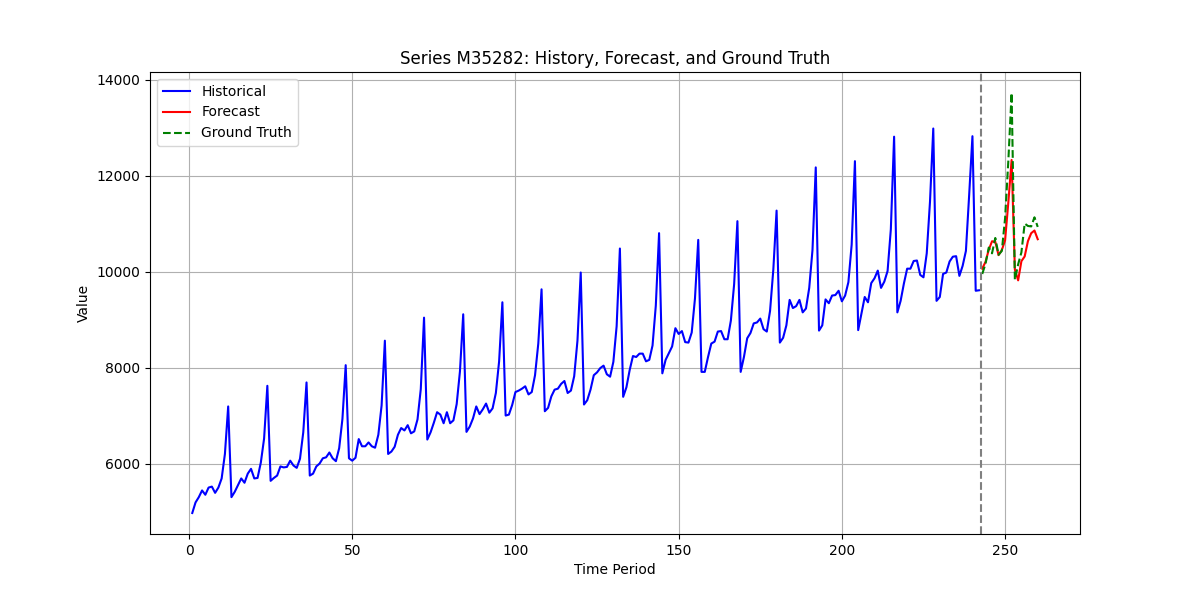 Series M35282: History, Forecast, and Ground Truth
14000
12000
10000
8000
6000
Value
Historical
Forecast
Ground Truth
0
50
100
150
200
250
Time Period